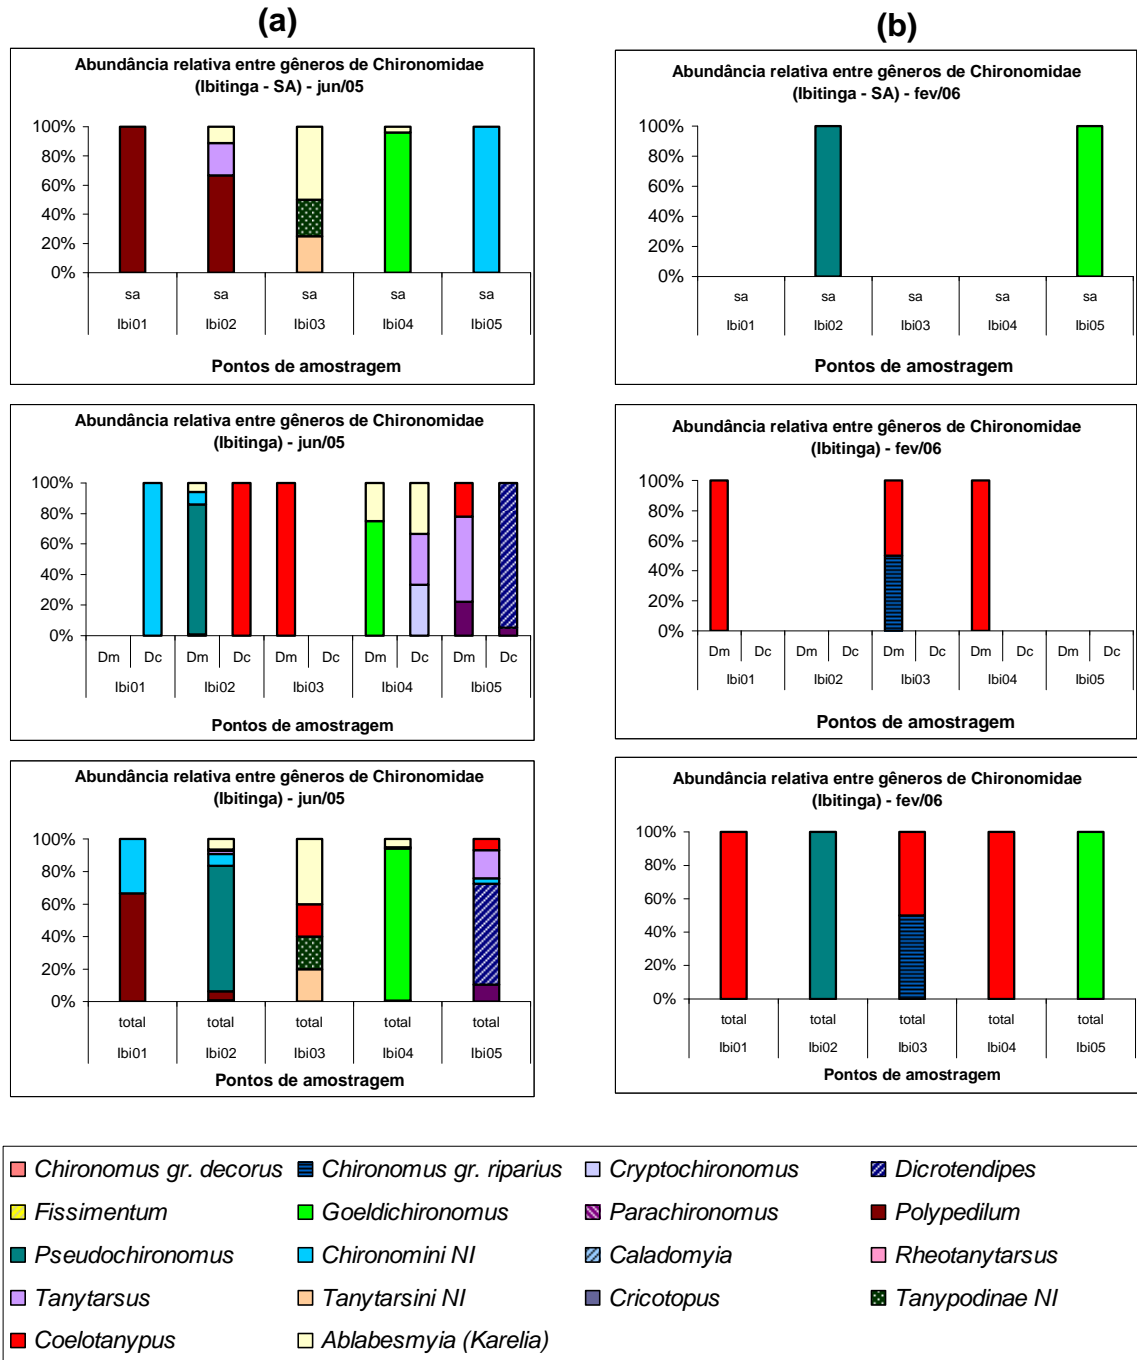 (a)
Abundância relativa entre gêneros de Chironomidae
(Ibitinga - SA) - jun/05
100%
80%
60%
40%
20%
0%
sa sa sa sa sa
Ibi01 Ibi02 Ibi03 Ibi04 Ibi05
Pontos de amostragem
Abundância relativa entre gêneros de Chironomidae
(Ibitinga) - jun/05
100%
80%
60%
40%
20%
0%
Dm Dc Dm Dc Dm Dc Dm Dc Dm Dc
Ibi01 Ibi02 Ibi03 Ibi04 Ibi05
Pontos de amostragem
Abundância relativa entre gêneros de Chironomidae
(Ibitinga) - jun/05
100%
80%
60%
40%
20%
0%
total total total total total
Ibi01 Ibi02 Ibi03 Ibi04 Ibi05
Pontos de amostragem
(b)
Abundância relativa entre gêneros de Chironomidae
(Ibitinga - SA) - fev/06
100%
80%
60%
40%
20%
0%
sa sa sa sa sa
Ibi01 Ibi02 Ibi03 Ibi04 Ibi05
Pontos de amostragem
Abundância relativa entre gêneros de Chironomidae
(Ibitinga) - fev/06
100%
80%
60%
40%
20%
0%
Dm Dc Dm Dc Dm Dc Dm Dc Dm Dc
Ibi01 Ibi02 Ibi03 Ibi04 Ibi05
Pontos de amostragem
Abundância relativa entre gêneros de Chironomidae
(Ibitinga) - fev/06
100%
80%
60%
40%
20%
0%
total total total total total
Ibi01 Ibi02 Ibi03 Ibi04 Ibi05
Pontos de amostragem
Chironomus gr. decorus Chironomus gr. riparius Cryptochironomus Dicrotendipes
Fissimentum Goeldichironomus Parachironomus Polypedilum
Pseudochironomus Chironomini NI Caladomyia Rheotanytarsus
Tanytarsus Tanytarsini NI Cricotopus Tanypodinae NI
Coelotanypus Ablabesmyia (Karelia)